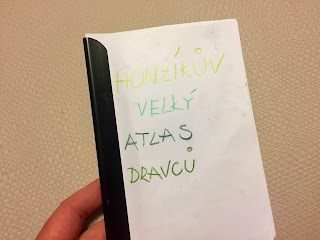 HONZÍKŮV
VELKÝ
ATLAS
DRAVCŮ